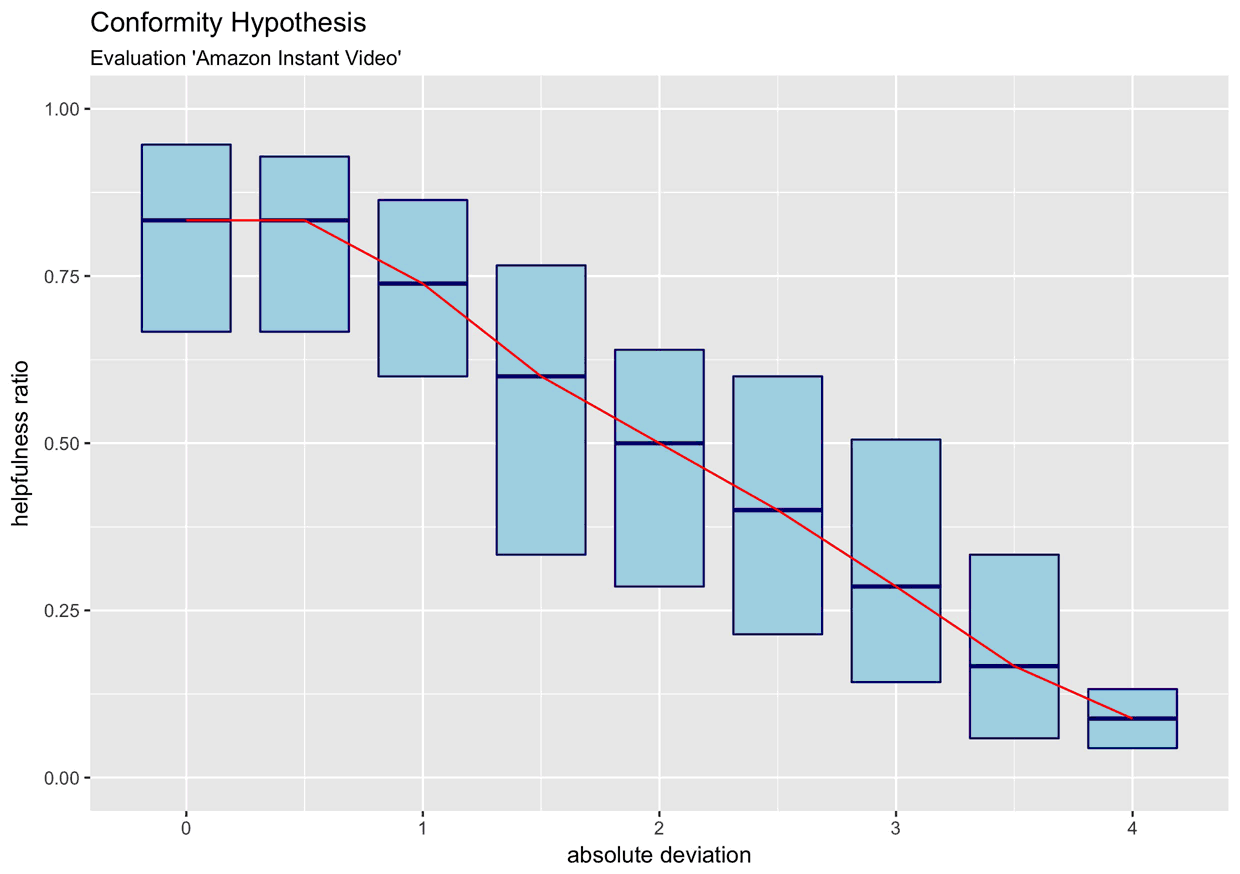 Conformity Hypothesis
Evaluation 'Amazon Instant Video'
1.00
0.75
0.50
0.25
0.00
helpfulness ratio
0 1 2 3 4
absolute deviation